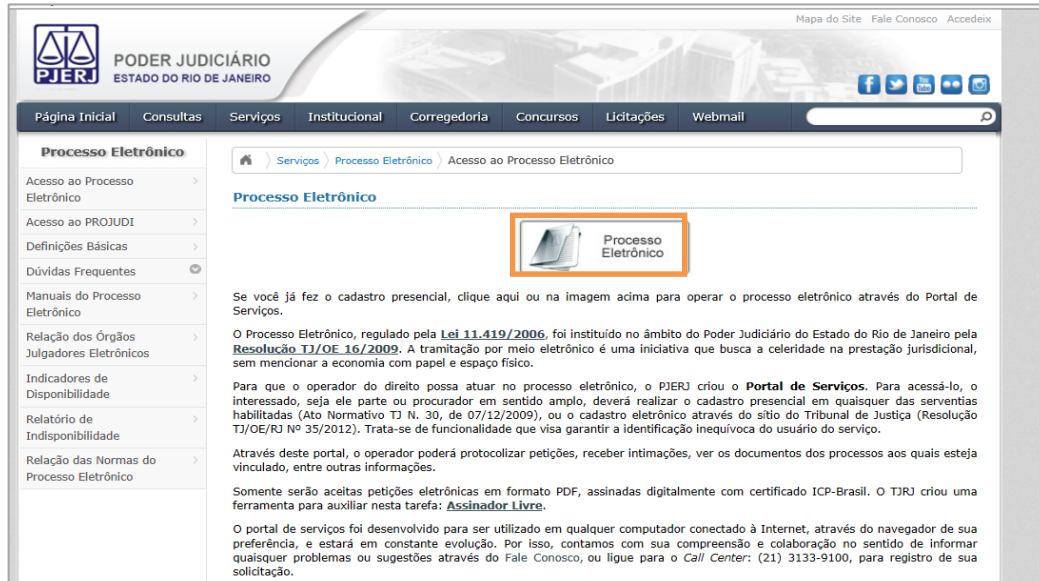 Mapa do Site Fale Conosco Accedeix
PJERJ
PODER JUDICIÁRIO
ESTADO DO RIO DE JANEIRO
Página Inicial Consultas Serviços Institucional Corregedoria Concursos Licitações Webmail
Processo Eletrônico
Acesso ao Processo
Eletrônico
Acesso ao PROJUDI
Definições Básicas
Dúvidas Frequentes
Manuais do Processo
Eletrônico
Relação dos Órgãos
Julgadores Eletrônicos
Indicadores de
Disponibilidade
Relatório de
Indisponibilidade
Relação das Normas do
Processo Eletrônico
Serviços Processo Eletrônico Acesso ao Processo Eletrônico
Processo Eletrônico
Processo
Eletrônico
Se você já fez o cadastro presencial, clique aqui ou na imagem acima para operar o processo eletrônico através do Portal de
Serviços.
O Processo Eletrônico, regulado pela Lei 11.419/2006, foi instituído no âmbito do Poder Judiciário do Estado do Rio de Janeiro pela
Resolução TJ/OE 16/2009. A tramitação por meio eletrônico é uma iniciativa que busca a celeridade na prestação jurisdicional,
sem mencionar a economia com papel e espaço físico.
Para que o operador do direito possa atuar no processo eletrônico, o PJERJ criou o Portal de Serviços. Para acessá-lo, o
interessado, seja ele parte ou procurador em sentido amplo, deverá realizar o cadastro presencial em quaisquer das serventias
habilitadas (Ato Normativo TJ N. 30, de 07/12/2009), ou o cadastro eletrônico através do sítio do Tribunal de Justiça (Resolução
TJ/OE/RJ Nº 35/2012). Trata-se de funcionalidade que visa garantir a identificação inequívoca do usuário do serviço.
Através deste portal, o operador poderá protocolizar petições, receber intimações, ver os documentos dos processos aos quais esteja
vinculado, entre outras informações.
Somente serão aceitas petições eletrônicas em formato PDF, assinadas digitalmente com certificado ICP-Brasil. O TJRJ criou uma
ferramenta para auxiliar nesta tarefa: Assinador Livre.
O portal de serviços foi desenvolvido para ser utilizado em qualquer computador conectado à Internet, através do navegador de sua
preferência, e estará em constante evolução. Por isso, contamos com sua compreensão e colaboração no sentido de informar
quaisquer problemas ou sugestões através do Fale Conosco, ou ligue para o Call Center: (21) 3133-9100, para registro de sua
solicitação.